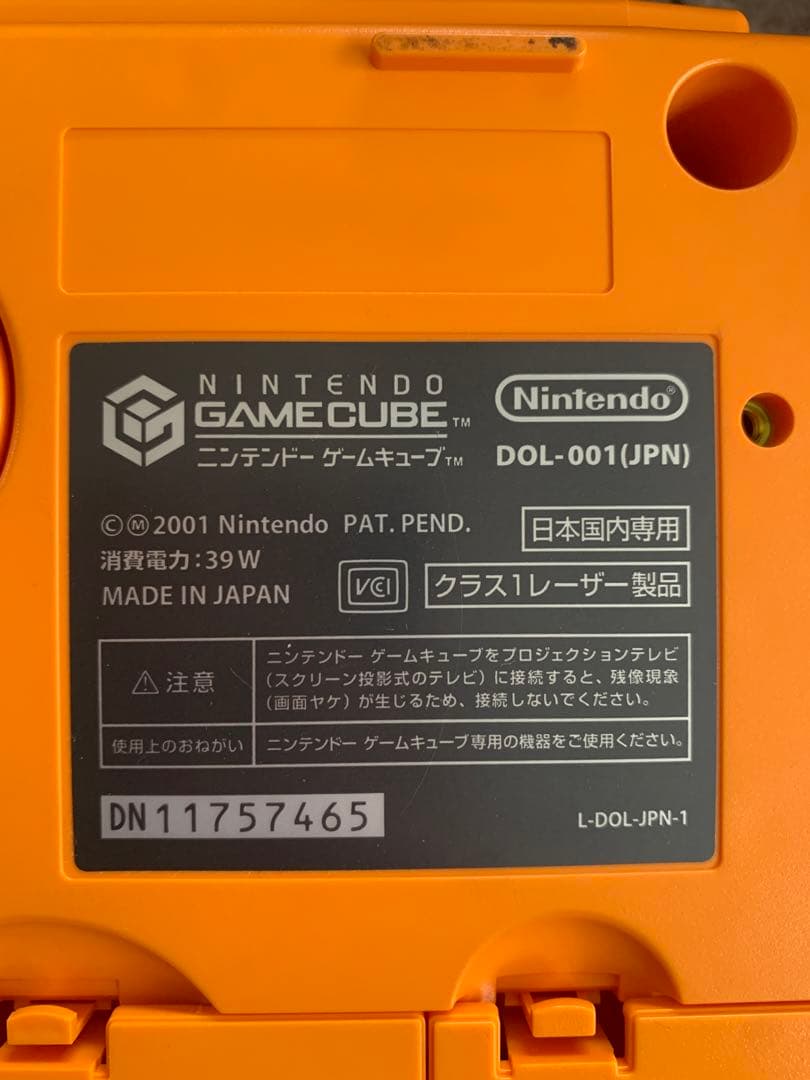 NINTENDO
GAMECUBE™
ニンテンドー ゲームキューブ™
Nintendo®
DOL-001(JPN)
©Ⓜ2001 Nintendo PAT. PEND.
日本国内専用
消費電力:39W
MADE IN JAPAN
VCI
クラス1レーザー製品
⚠注意
ニンテンドー ゲームキューブをプロジェクションテレビ
(スクリーン投影式のテレビ)に接続すると、残像現象
(画面ヤケ)が生じるため、接続しないでください。
使用上のおねがい
ニンテンドー ゲームキューブ専用の機器をご使用ください。
DN11757465
L-DOL-JPN-1